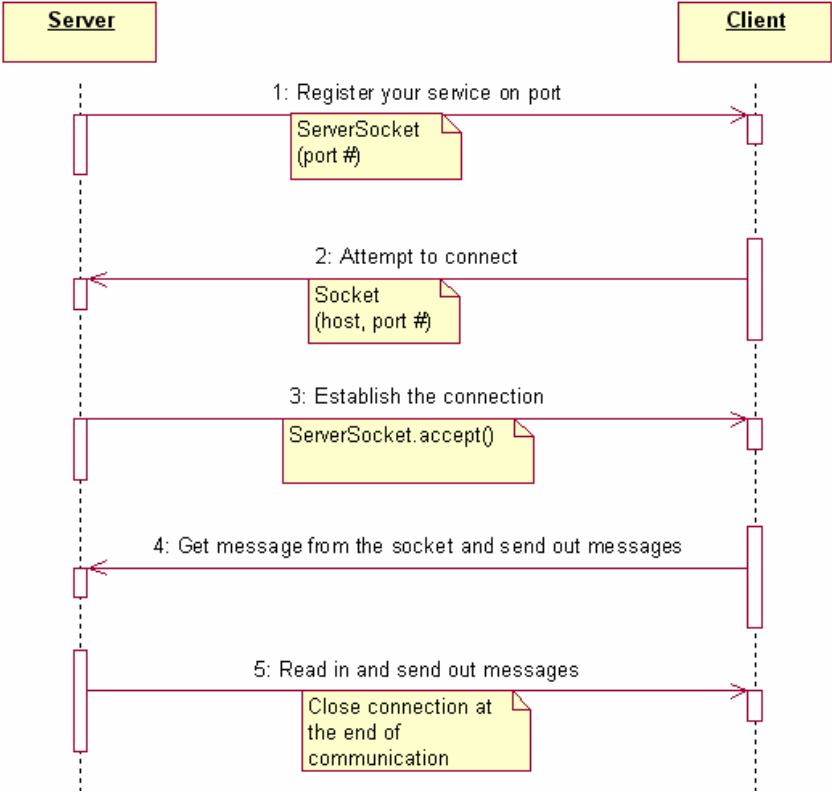 Server
Client
1: Register your service on port
ServerSocket
(port #)
2: Attempt to connect
Socket
(host, port #)
3: Establish the connection
ServerSocket.accept()
4: Get message from the socket and send out messages
5: Read in and send out messages
Close connection at
the end of
communication